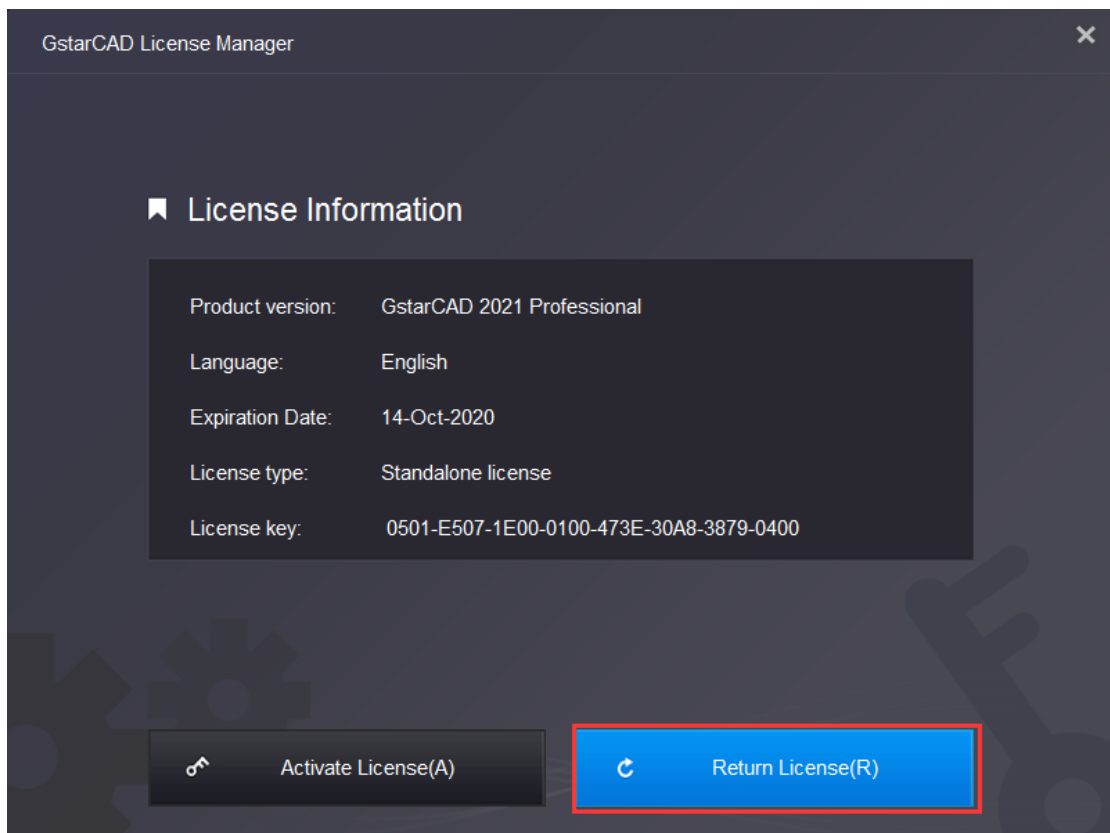 GstarCAD License Manager
License Information
Product version: GstarCAD 2021 Professional
Language: English
Expiration Date: 14-Oct-2020
License type: Standalone license
License key: 0501-E507-1E00-0100-473E-30A8-3879-0400
Activate License(A) Return License(R)